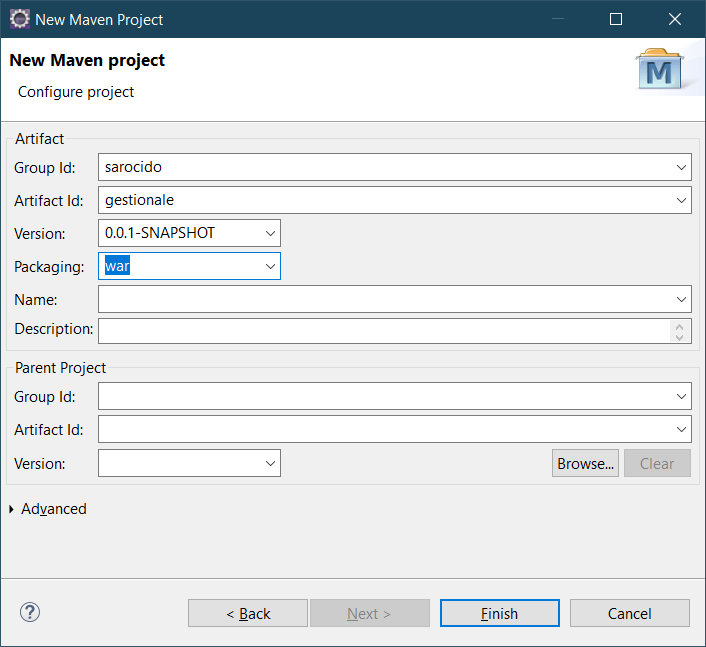 New Maven Project
New Maven project
Configure project
M
Artifact
Group Id: sarocido
Artifact Id: gestionale
Version: 0.0.1-SNAPSHOT
Packaging: war
Name:
Description:
Parent Project
Group Id:
Artifact Id:
Version: Browse... Clear
Advanced
? < Back Next > Finish Cancel